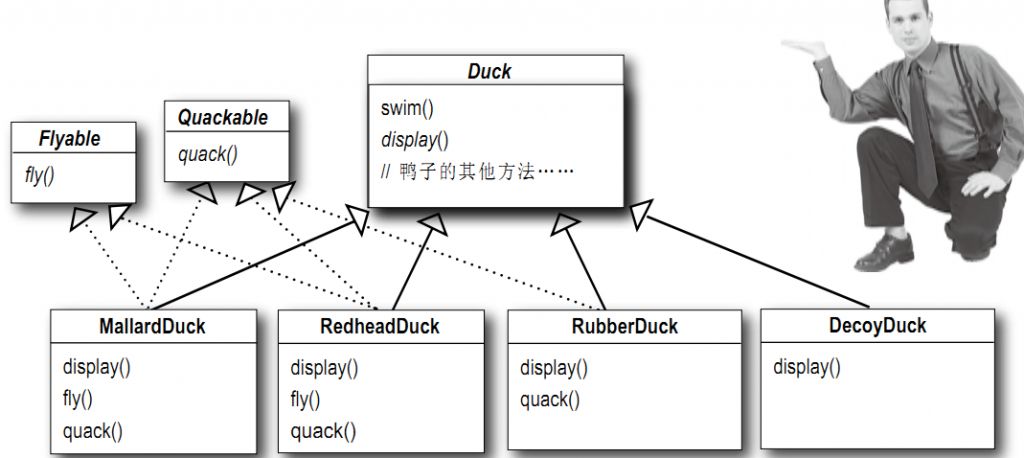 Flyable
fly()
Quackable
quack()
Duck
swim()
display()
// 鸭子的其他方法……
MallardDuck
display()
fly()
quack()
RedheadDuck
display()
fly()
quack()
RubberDuck
display()
quack()
DecoyDuck
display()